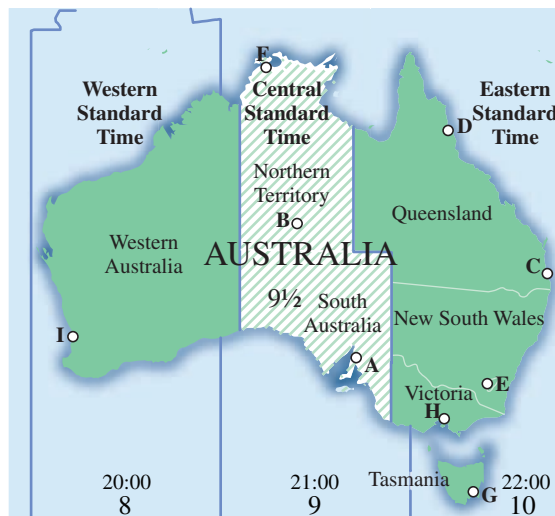 F
Western
Standard
Time
Central
Standard
Time
Eastern
Standard
Time
D
Northern
Territory
B
Queensland
Western
Australia
AUSTRALIA
C
9½
South
Australia
New South Wales
I
A
E
Victoria
H
Tasmania
G
20:00
8
21:00
9
22:00
10